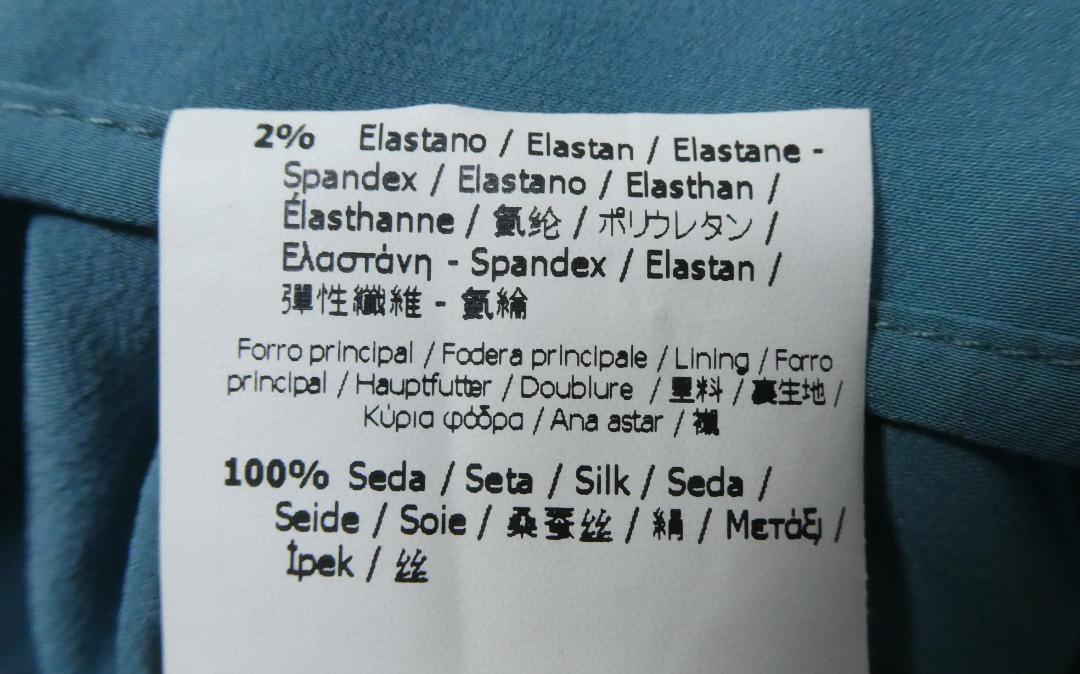 2% Elastano / Elastan / Elastane -
Spandex / Elastano / Elasthan /
Élasthanne / 氨纶 / ポリウレタン /
Ελαστάνη - Spandex / Elastan /
彈性纖維 - 氨綸
Forro principal / Fodera principale / Lining / Forro
principal / Hauptfutter / Doublure / 里料 / 裏生地 /
Κύρια φόδρα / Ana astar / 襯
100% Seda / Seta / Silk / Seda /
Seide / Soie / 桑蚕丝 / 絹 / Μετάξι /
İpek / 丝